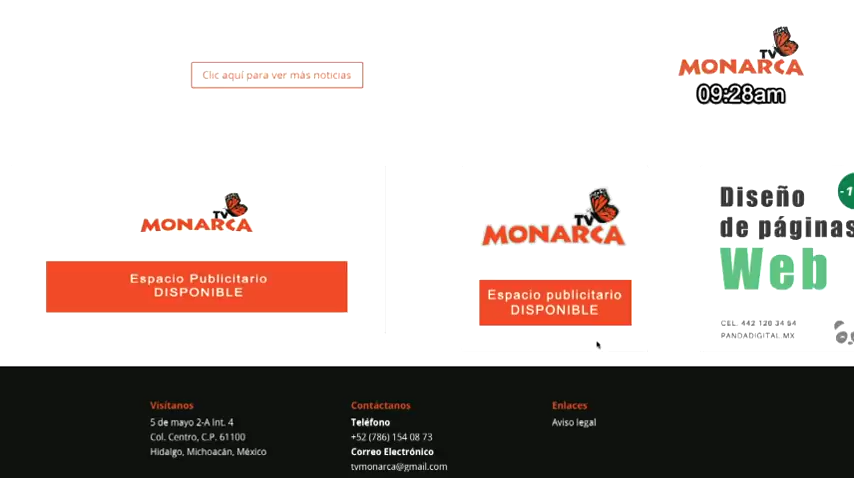 Clic aquí para ver más noticias
TV
MONARCA
09:28am
TV
MONARCA
Espacio Publicitario
DISPONIBLE
TV
MONARCA
Espacio publicitario
DISPONIBLE
Diseño
de páginas
Web
-1
CEL. 442 128 34 64
PANDADIGITAL.MX
Visítanos
5 de mayo 2-A Int. 4
Col. Centro, C.P. 61100
Hidalgo, Michoacán, México
Contáctanos
Teléfono
+52 (786) 154 08 73
Correo Electrónico
tvmonarca@gmail.com
Enlaces
Aviso legal